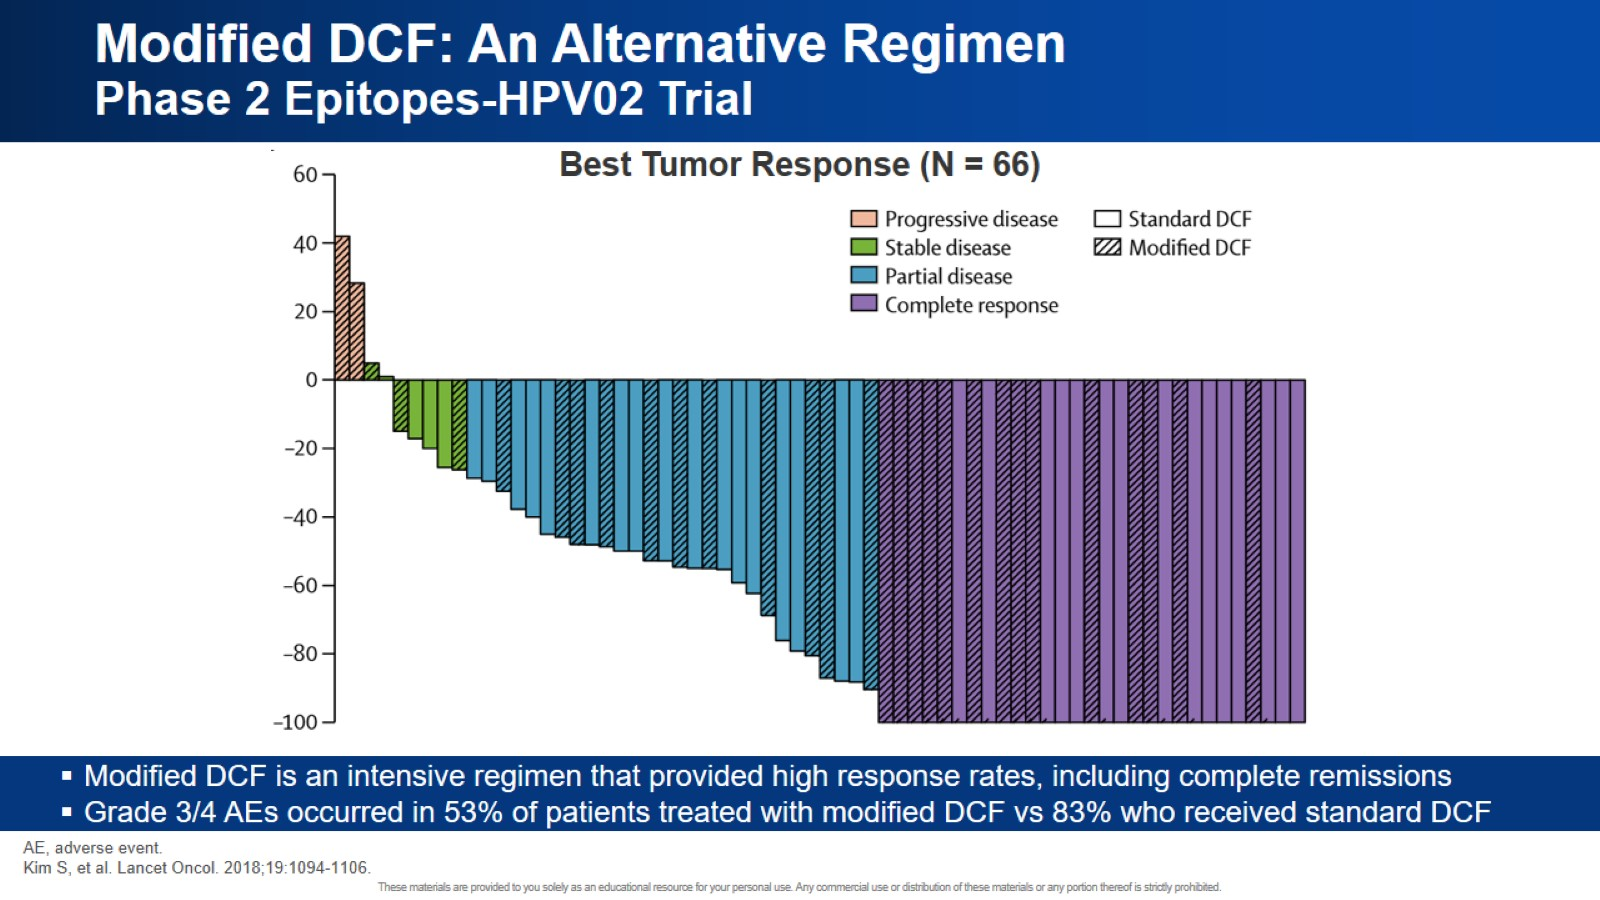 Modified DCF: An Alternative Regimen
Phase 2 Epitopes-HPV02 Trial
Best Tumor Response (N = 66)
60
40
20
0
–20
–40
–60
–80
–100
Progressive disease
Stable disease
Partial disease
Complete response
Standard DCF
Modified DCF
▪ Modified DCF is an intensive regimen that provided high response rates, including complete remissions
▪ Grade 3/4 AEs occurred in 53% of patients treated with modified DCF vs 83% who received standard DCF
AE, adverse event.
Kim S, et al. Lancet Oncol. 2018;19:1094-1106.
These materials are provided to you solely as an educational resource for your personal use. Any commercial use or distribution of these materials or any portion thereof is strictly prohibited.